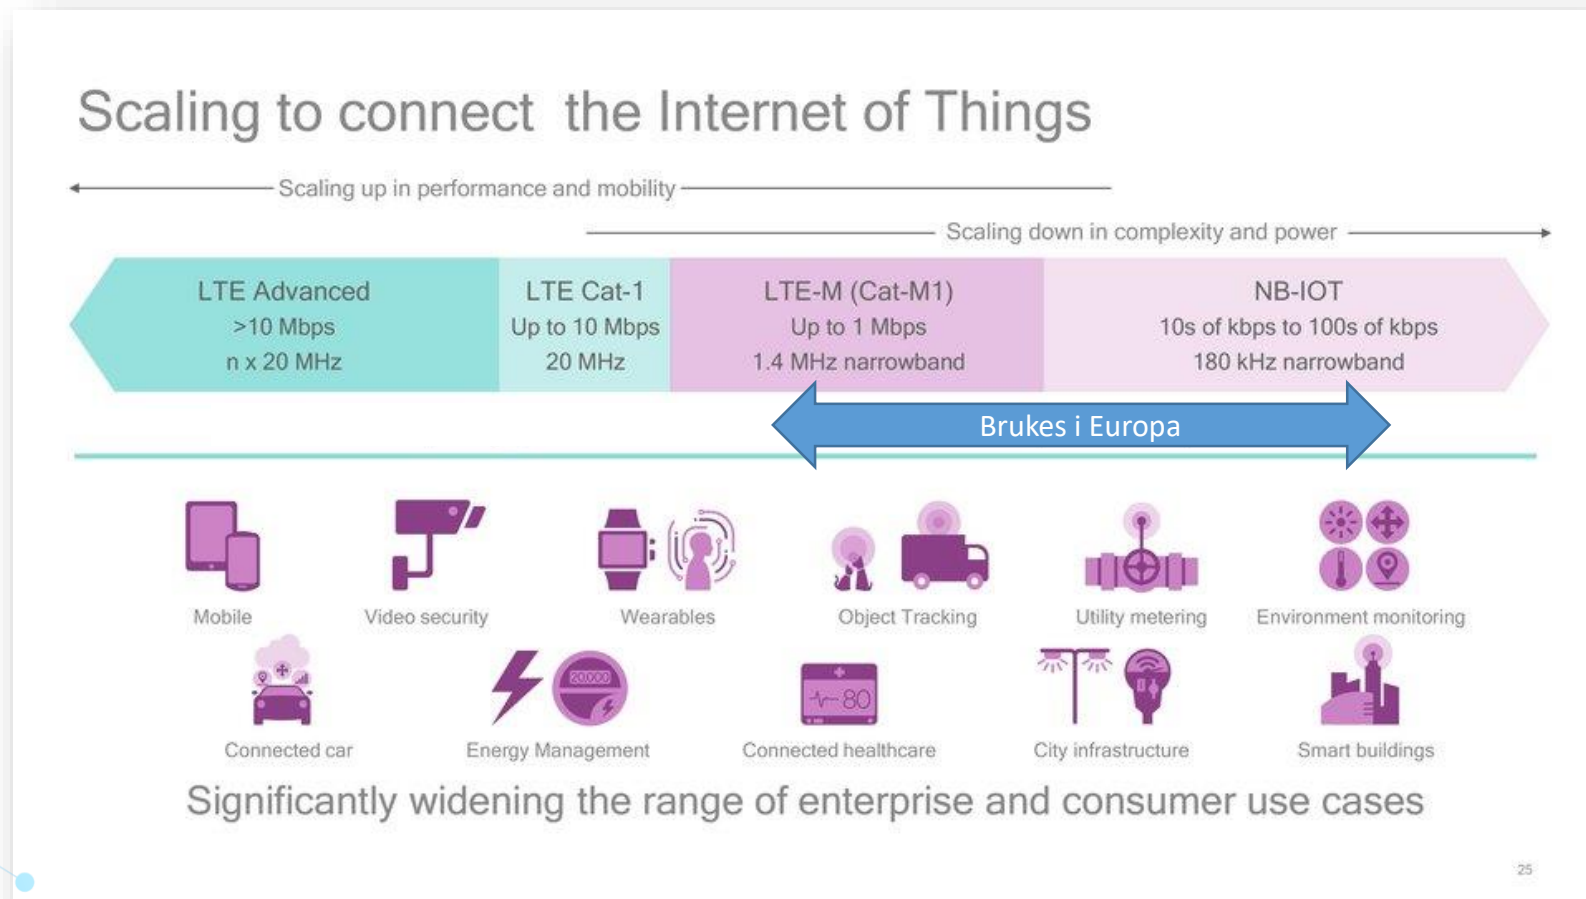 Scaling to connect the Internet of Things
Scaling up in performance and mobility
Scaling down in complexity and power
LTE Advanced
>10 Mbps
n x 20 MHz
LTE Cat-1
Up to 10 Mbps
20 MHz
LTE-M (Cat-M1)
Up to 1 Mbps
1.4 MHz narrowband
NB-IOT
10s of kbps to 100s of kbps
180 kHz narrowband
Brukes i Europa
Mobile
Video security
Wearables
Object Tracking
Utility metering
Environment monitoring
20,000
80
Connected car
Energy Management
Connected healthcare
City infrastructure
Smart buildings
Significantly widening the range of enterprise and consumer use cases
25